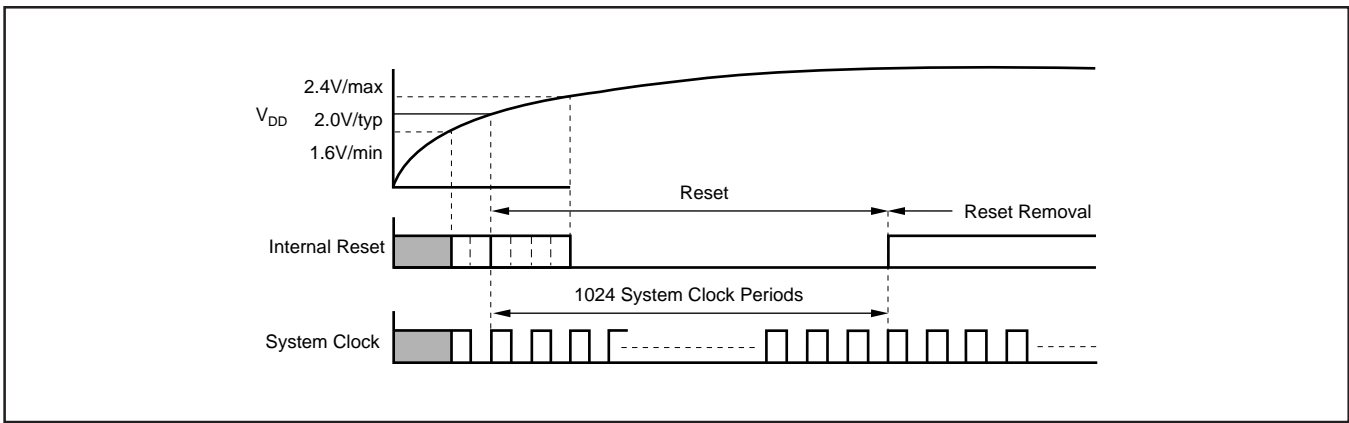 2.4V/max
VDD 2.0V/typ
1.6V/min
Reset
Reset Removal
Internal Reset
1024 System Clock Periods
System Clock